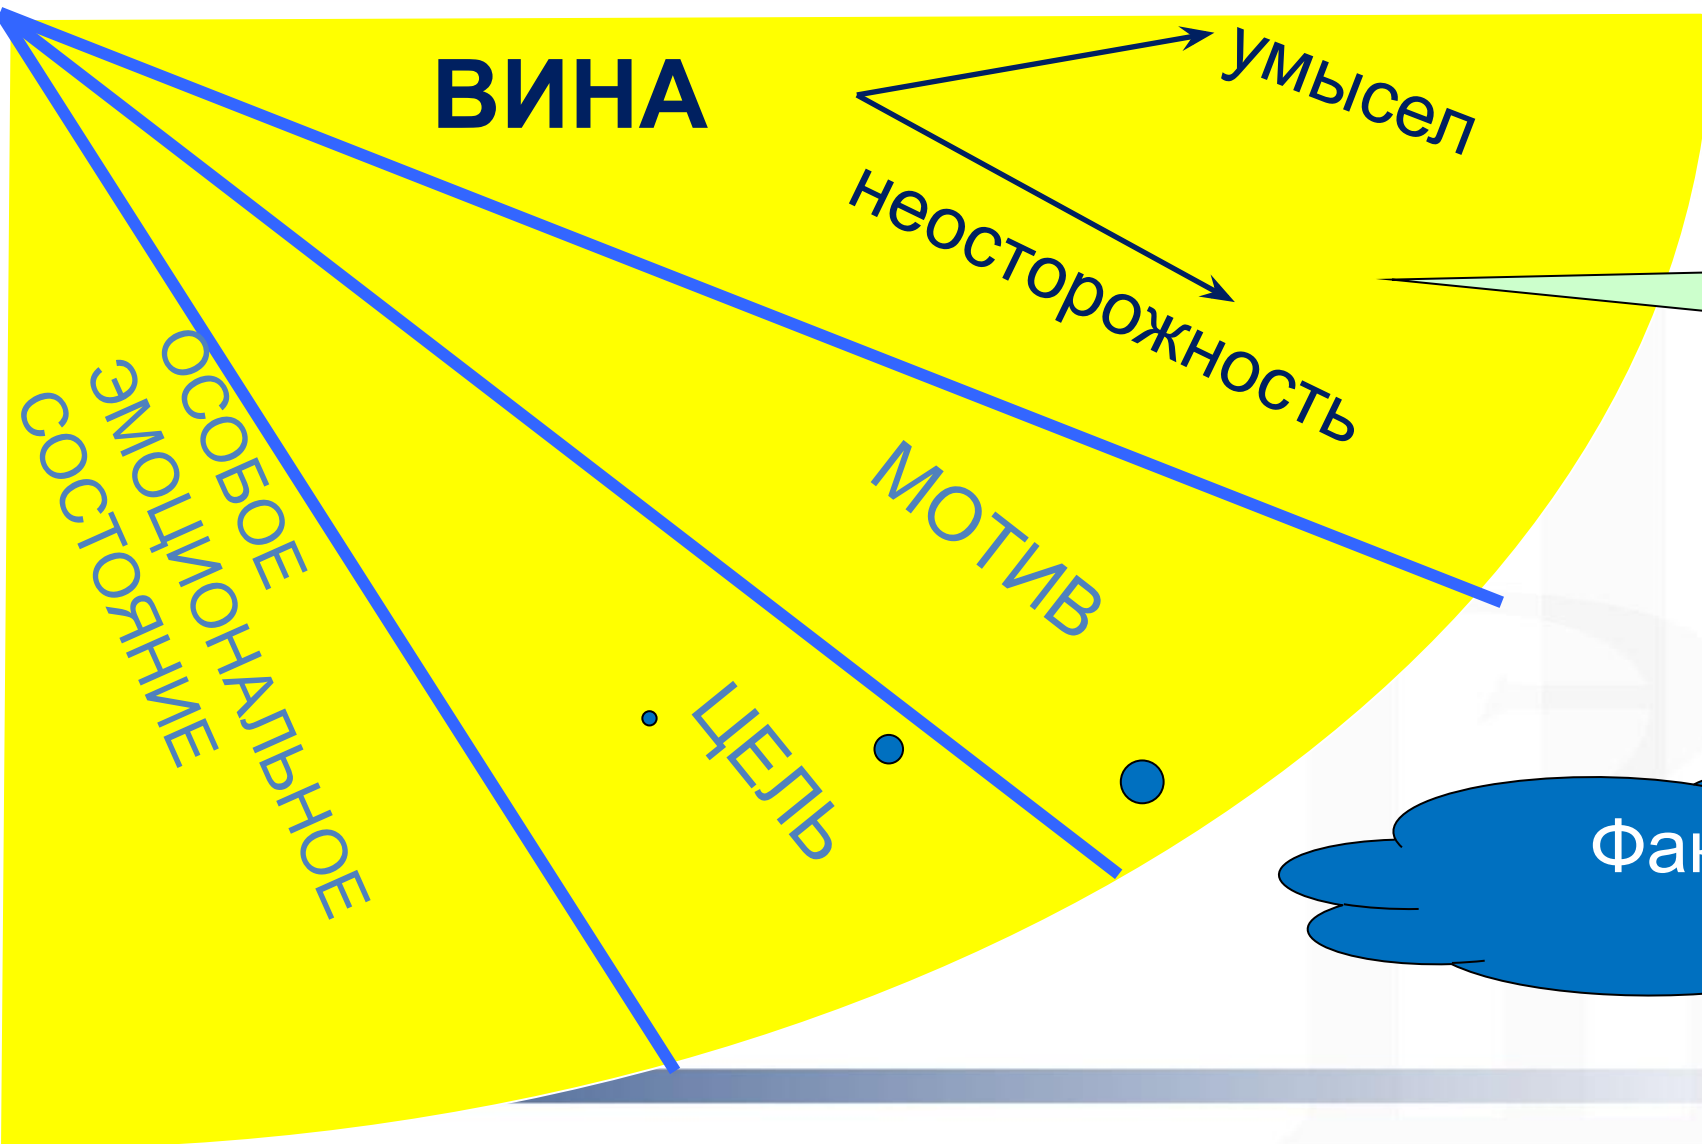 ВИНА
умысел
неосторожность
МОТИВ
ЦЕЛЬ
ОСОБОЕ
ЭМОЦИОНАЛЬНОЕ
СОСТОЯНИЕ